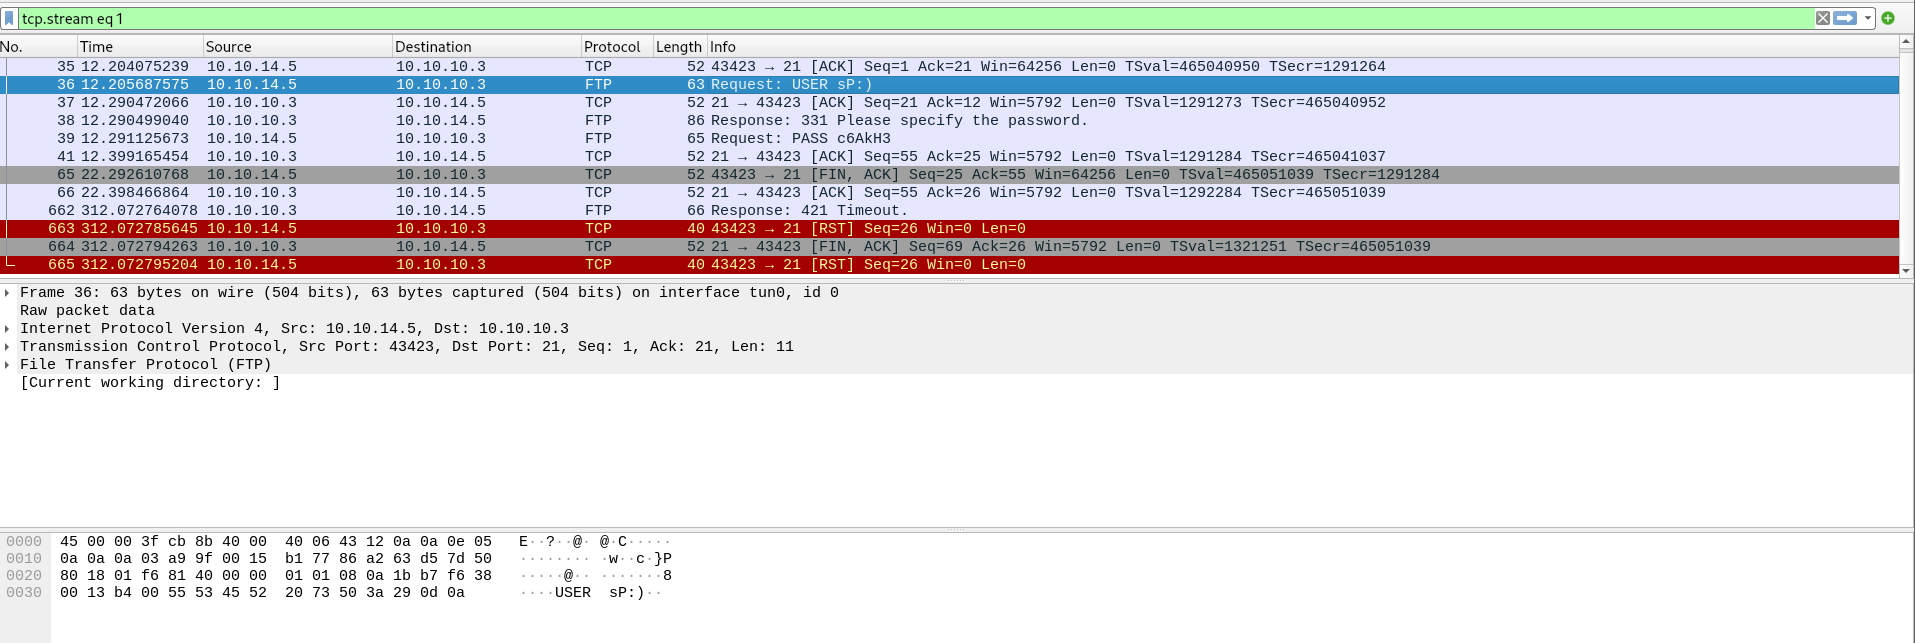 tcp.stream eq 1
No. Time Source Destination Protocol Length Info
35 12.204075239 10.10.14.5 10.10.10.3 TCP 52 43423 → 21 [ACK] Seq=1 Ack=21 Win=64256 Len=0 TSval=465040950 TSecr=1291264
36 12.205687575 10.10.14.5 10.10.10.3 FTP 63 Request: USER sP:)
37 12.290472066 10.10.10.3 10.10.14.5 TCP 52 21 → 43423 [ACK] Seq=21 Ack=12 Win=5792 Len=0 TSval=1291273 TSecr=465040952
38 12.290499040 10.10.10.3 10.10.14.5 FTP 86 Response: 331 Please specify the password.
39 12.291125673 10.10.14.5 10.10.10.3 FTP 65 Request: PASS c6AkH3
41 12.399165454 10.10.10.3 10.10.14.5 TCP 52 21 → 43423 [ACK] Seq=55 Ack=25 Win=5792 Len=0 TSval=1291284 TSecr=465041037
65 22.292610768 10.10.14.5 10.10.10.3 TCP 52 43423 → 21 [FIN, ACK] Seq=25 Ack=55 Win=64256 Len=0 TSval=465051039 TSecr=1291284
66 22.398466864 10.10.10.3 10.10.14.5 TCP 52 21 → 43423 [ACK] Seq=55 Ack=26 Win=5792 Len=0 TSval=1292284 TSecr=465051039
662 312.072764078 10.10.10.3 10.10.14.5 FTP 66 Response: 421 Timeout.
663 312.072785645 10.10.14.5 10.10.10.3 TCP 40 43423 → 21 [RST] Seq=26 Win=0 Len=0
664 312.072794263 10.10.10.3 10.10.14.5 TCP 52 21 → 43423 [FIN, ACK] Seq=69 Ack=26 Win=5792 Len=0 TSval=1321251 TSecr=465051039
665 312.072795204 10.10.14.5 10.10.10.3 TCP 40 43423 → 21 [RST] Seq=26 Win=0 Len=0
Frame 36: 63 bytes on wire (504 bits), 63 bytes captured (504 bits) on interface tun0, id 0
Raw packet data
Internet Protocol Version 4, Src: 10.10.14.5, Dst: 10.10.10.3
Transmission Control Protocol, Src Port: 43423, Dst Port: 21, Seq: 1, Ack: 21, Len: 11
File Transfer Protocol (FTP)
[Current working directory: ]
0000 45 00 00 3f cb 8b 40 00 40 06 43 12 0a 0a 0e 05 E··?··@· @·C·····
0010 0a 0a 0a 03 a9 9f 00 15 b1 77 86 a2 63 d5 7d 50 ········ ·w··c·}P
0020 80 18 01 f6 81 40 00 00 01 01 08 0a 1b b7 f6 38 ·····@·· ·······8
0030 00 13 b4 00 55 53 45 52 20 73 50 3a 29 0d 0a ····USER sP:)··